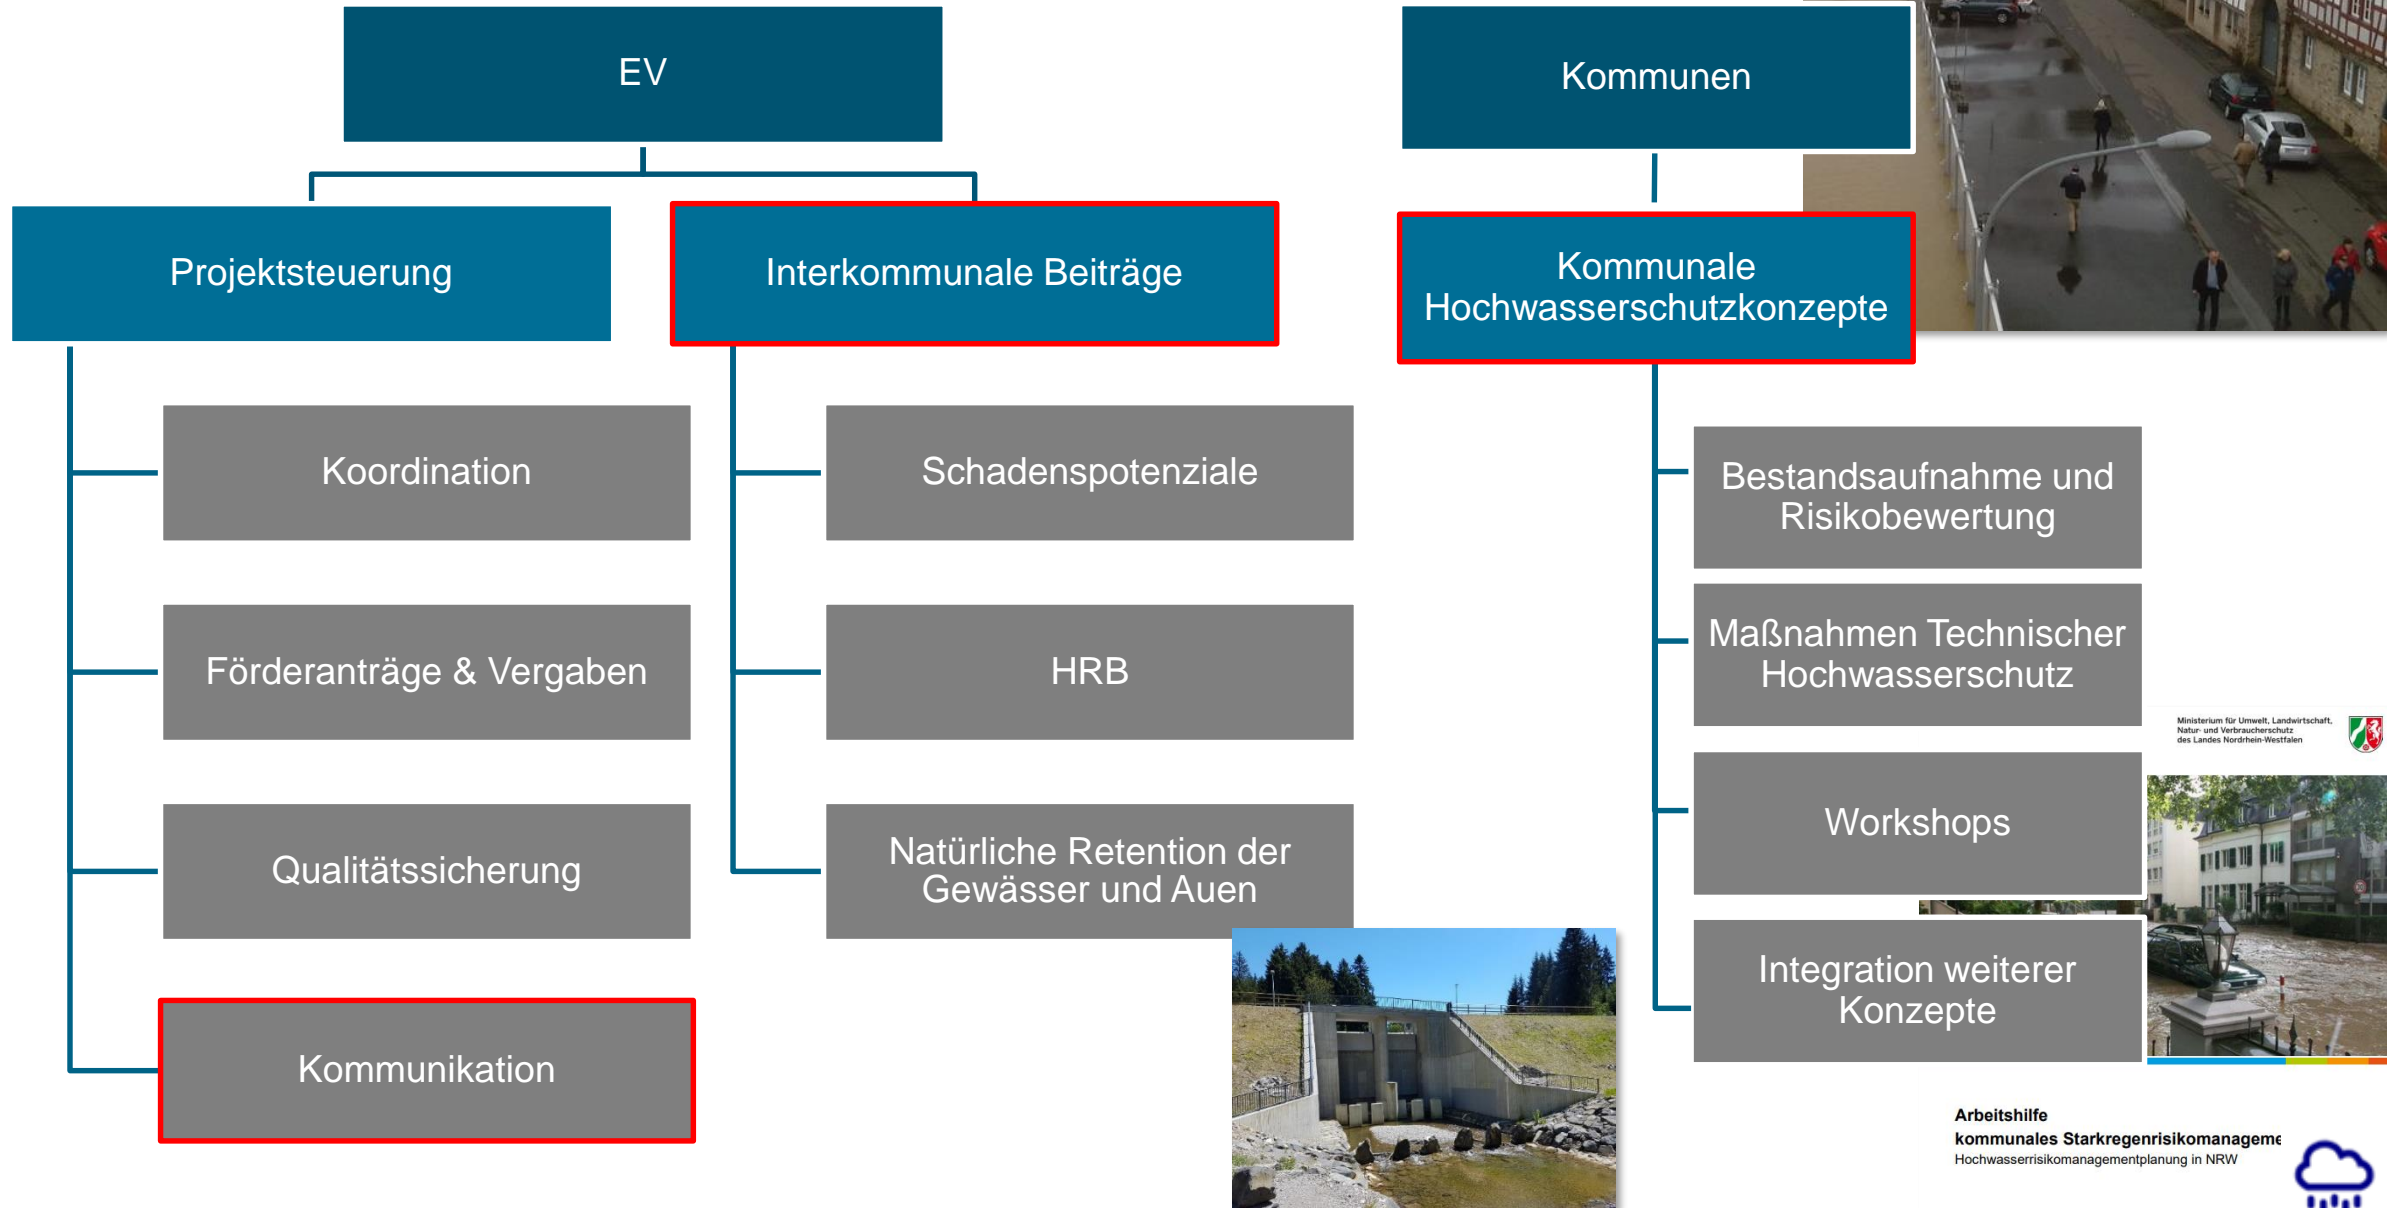 EV
Projektsteuerung
Koordination
Förderanträge & Vergaben
Qualitätssicherung
Kommunikation
Interkommunale Beiträge
Schadenspotenziale
HRB
Natürliche Retention der
Gewässer und Auen
Kommunen
Kommunale
Hochwasserschutzkonzepte
Bestandsaufnahme und
Risikobewertung
Maßnahmen Technischer
Hochwasserschutz
Workshops
Integration weiterer
Konzepte
Ministerium für Umwelt, Landwirtschaft,
Natur- und Verbraucherschutz
des Landes Nordrhein-Westfalen
Arbeitshilfe
kommunales Starkregenrisikomanageme
Hochwasserrisikomanagementplanung in NRW